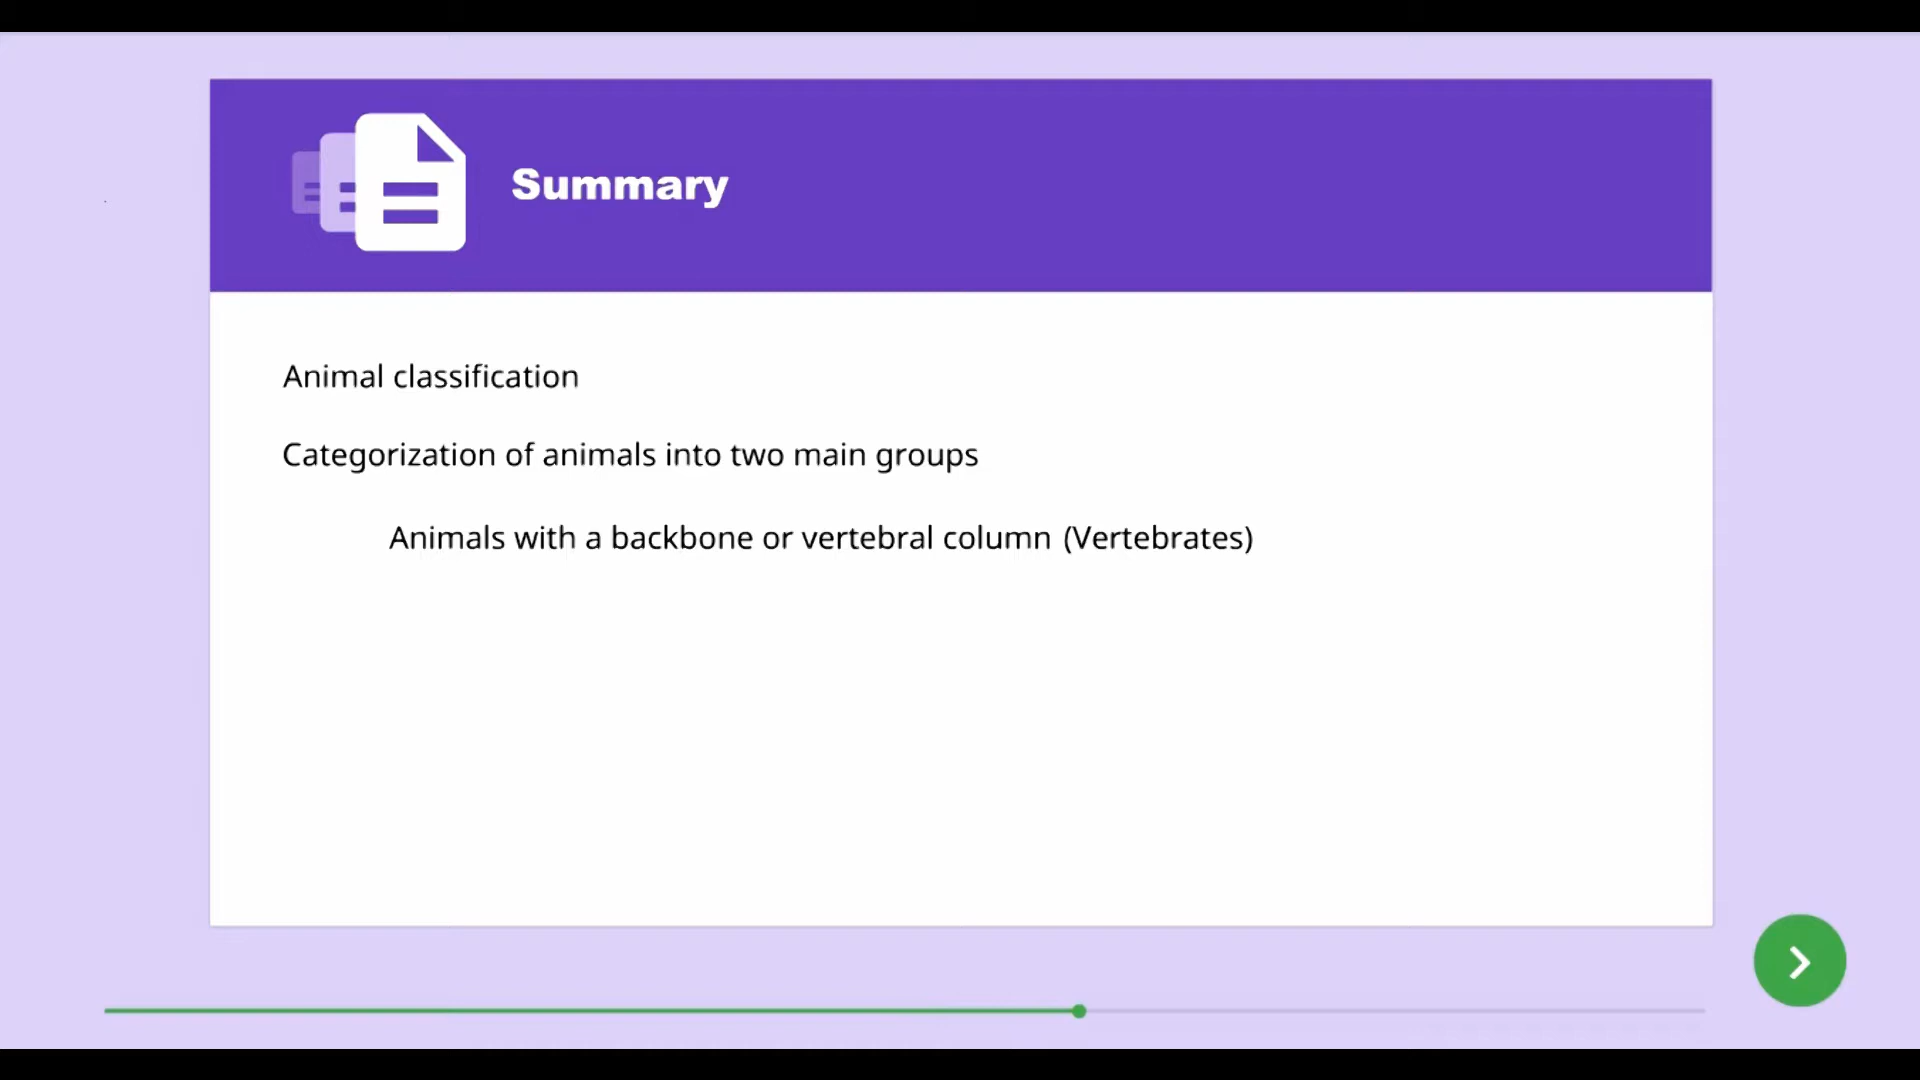 Summary
Animal classification
Categorization of animals into two main groups
Animals with a backbone or vertebral column (Vertebrates)